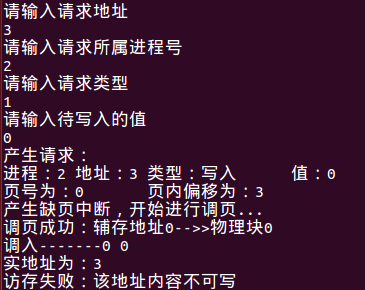 请输入请求地址
3
请输入请求所属进程号
2
请输入请求类型
1
请输入待写入的值
0
产生请求：
进程：2 地址：3 类型：写入 值：0
页号为：0 页内偏移为：3
产生缺页中断，开始进行调页...
调页成功：辅存地址0-->>物理块0
调入-------0 0
实地址为：3
访存失败：该地址内容不可写